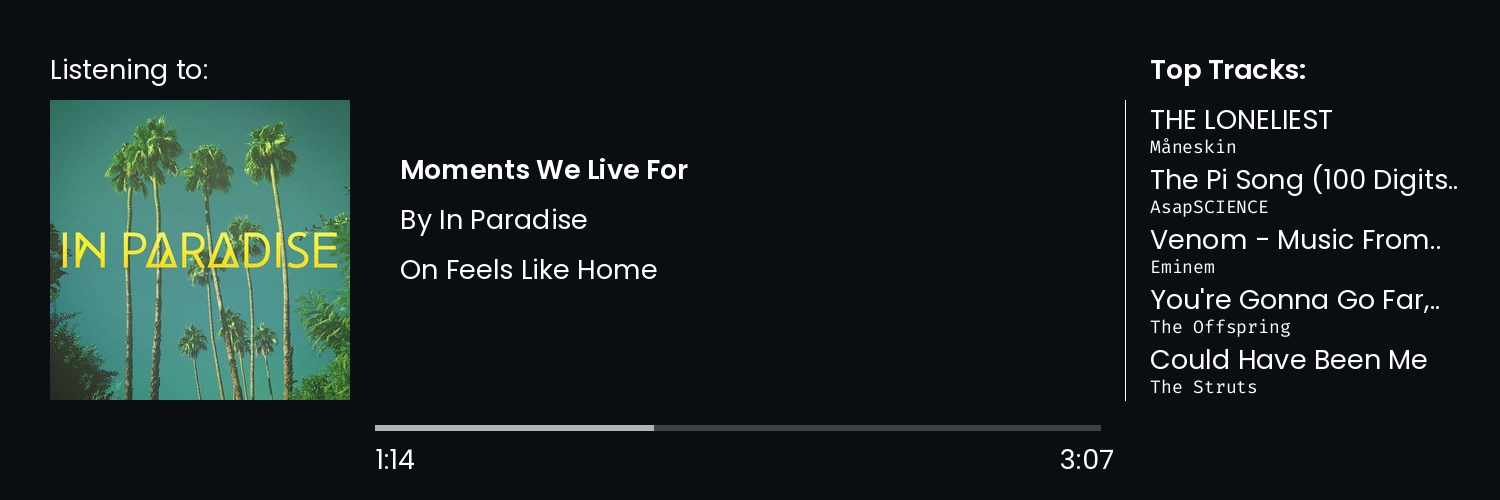 Listening to:
IN PARADISE
Moments We Live For
By In Paradise
On Feels Like Home
1:14
3:07
Top Tracks:
THE LONELIEST
Måneskin
The Pi Song (100 Digits..
AsapSCIENCE
Venom - Music From..
Eminem
You're Gonna Go Far,..
The Offspring
Could Have Been Me
The Struts